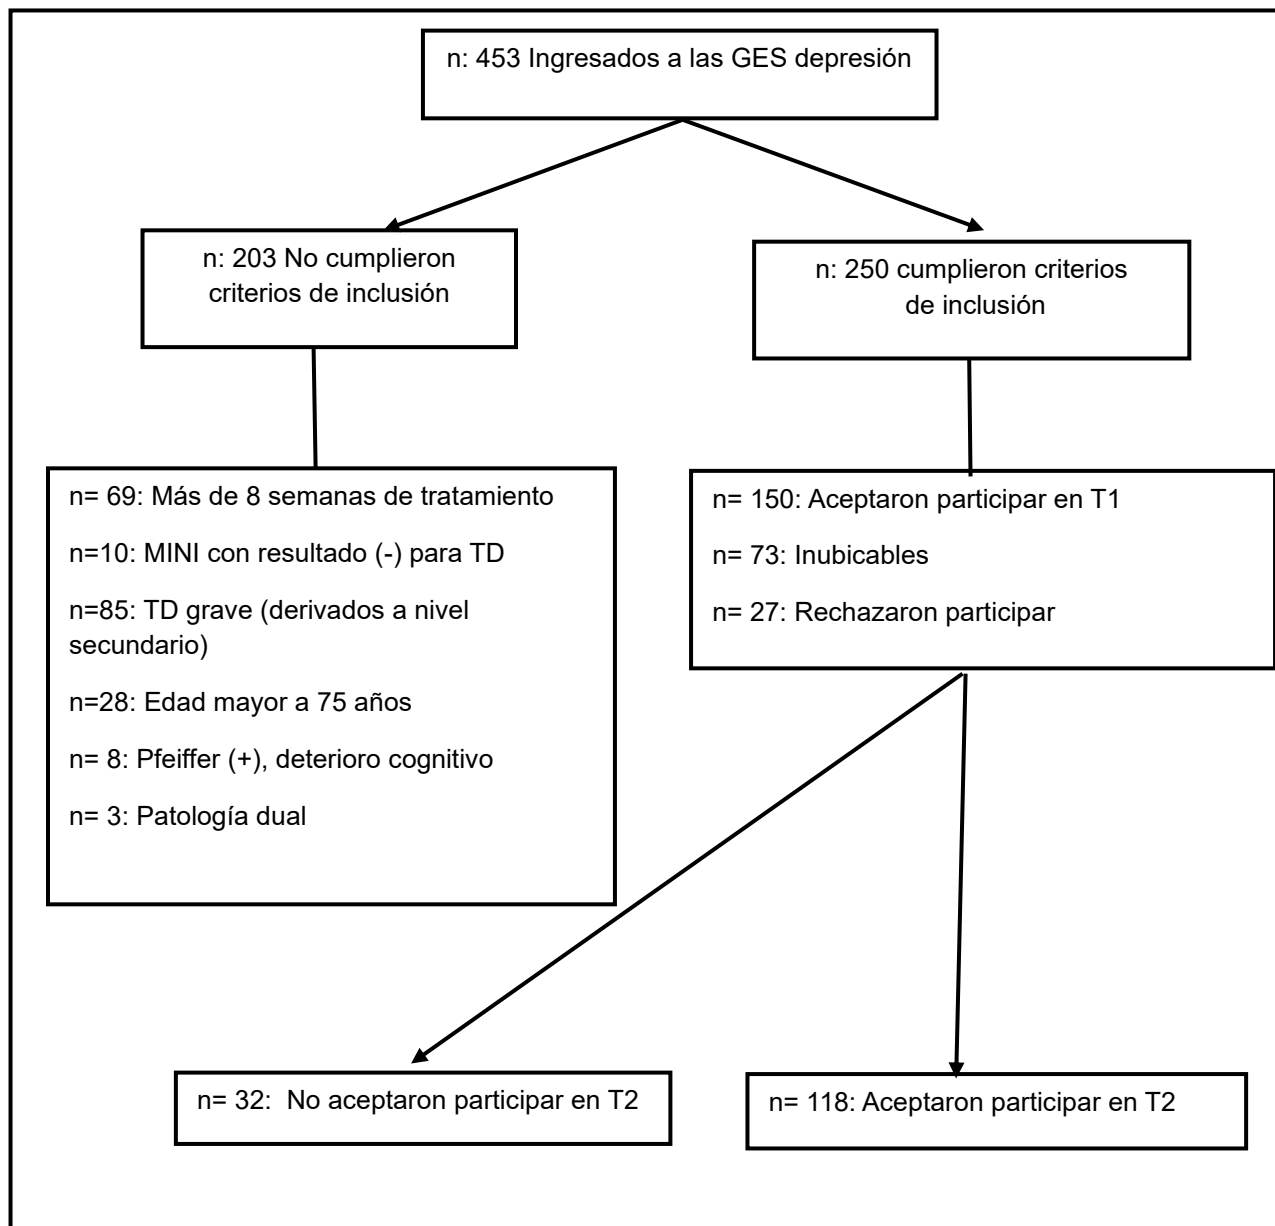 n: 453 Ingresados a las GES depresión
n: 203 No cumplieron
criterios de inclusión
n: 250 cumplieron criterios
de inclusión
n= 69: Más de 8 semanas de tratamiento
n=10: MINI con resultado (-) para TD
n=85: TD grave (derivados a nivel
secundario)
n=28: Edad mayor a 75 años
n= 8: Pfeiffer (+), deterioro cognitivo
n= 3: Patología dual
n= 150: Aceptaron participar en T1
n= 73: Inubicables
n= 27: Rechazaron participar
n= 32:  No aceptaron participar en T2
n= 118: Aceptaron participar en T2